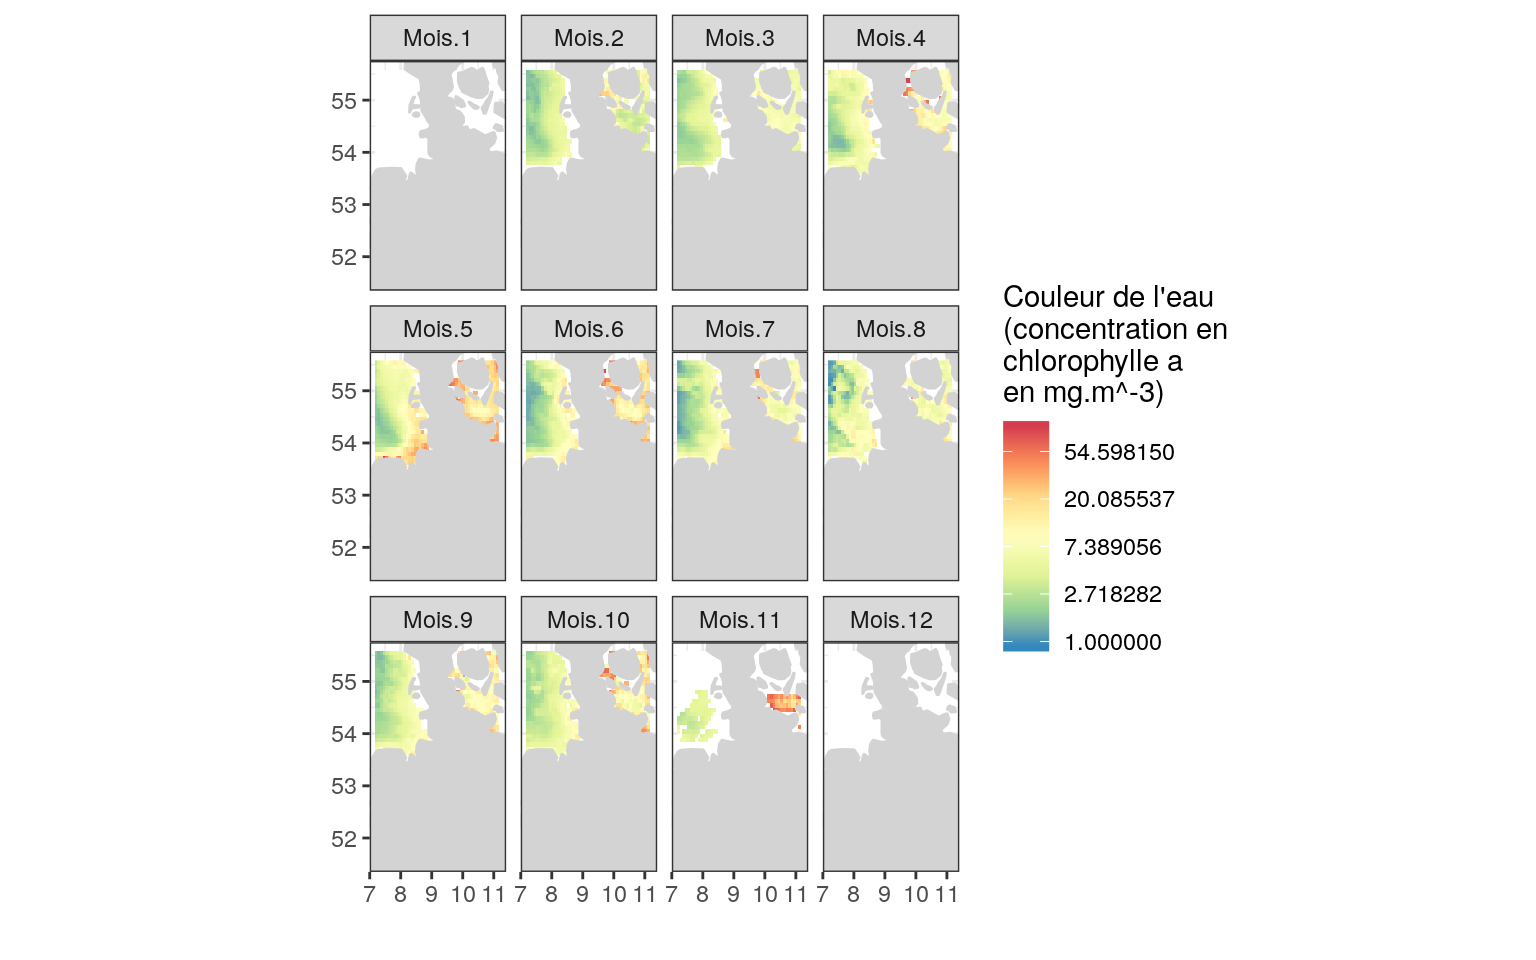 Mois.1 Mois.2 Mois.3 Mois.4
55
54
53
52
Mois.5 Mois.6 Mois.7 Mois.8
55
54
53
52
Mois.9 Mois.10 Mois.11 Mois.12
55
54
53
52
7 8 9 10 11 7 8 9 10 11 7 8 9 10 11 7 8 9 10 11
Couleur de l'eau
(concentration en
chlorophylle a
en mg.m^-3)
54.598150
20.085537
7.389056
2.718282
1.000000